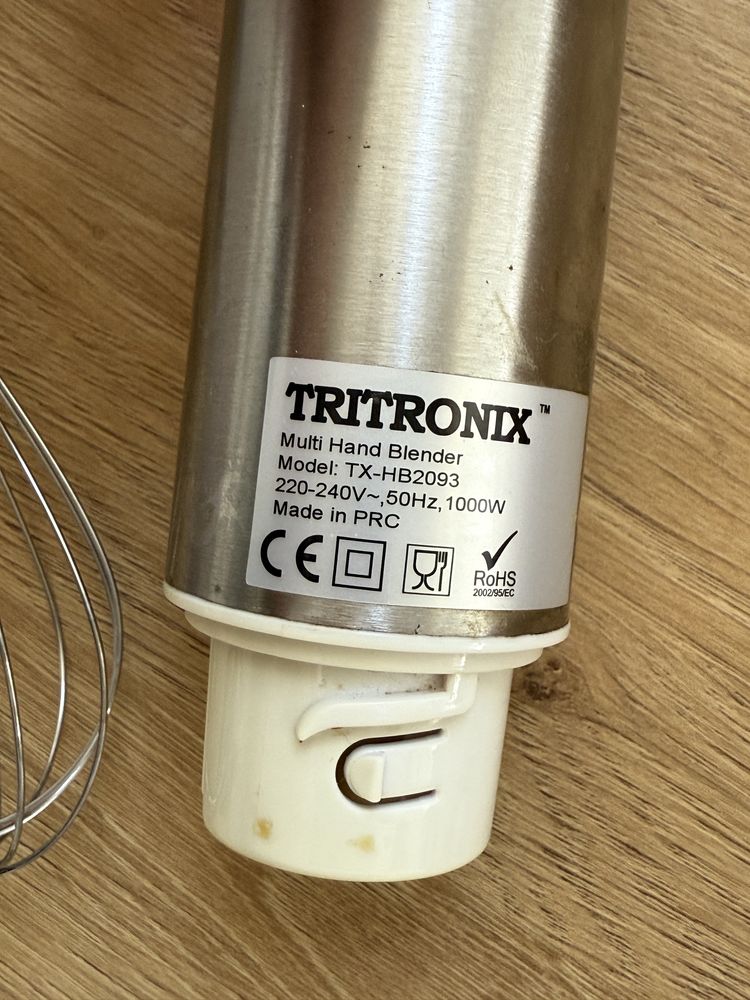 TRITRONIX™
Multi Hand Blender
Model: TX-HB2093
220-240V~,50Hz,1000W
Made in PRC
CE
RoHS
2002/95/EC